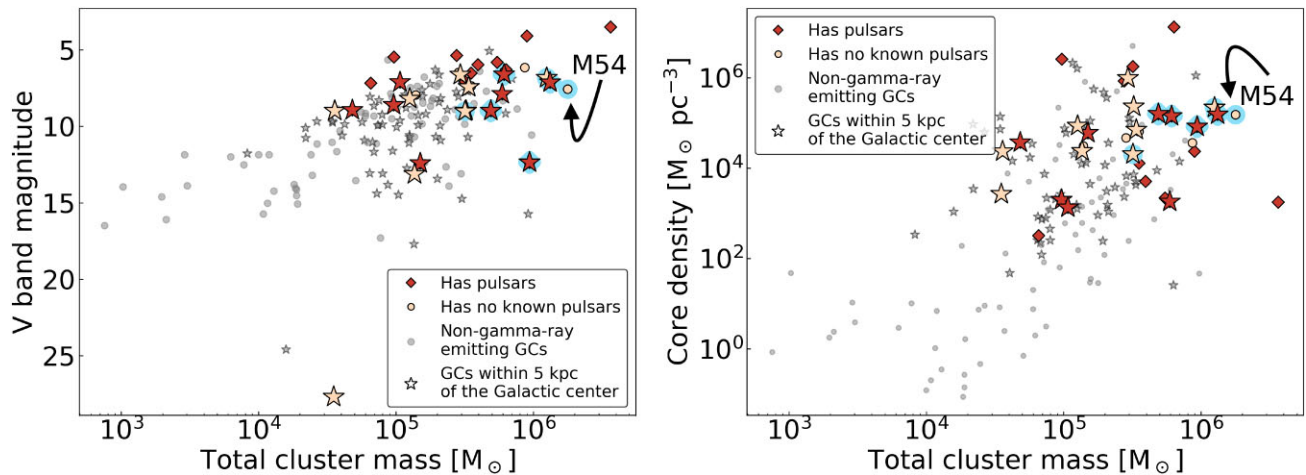 5
10
15
20
25
V band magnitude
M54
Has pulsars
Has no known pulsars
Non-gamma-ray
emitting GCs
GCs within 5 kpc
of the Galactic center
10³ 10⁴ 10⁵ 10⁶
Total cluster mass [M⊙]
10⁶
10⁴
10²
10⁰
Core density [M⊙ pc⁻³]
Has pulsars
Has no known pulsars
Non-gamma-ray
emitting GCs
GCs within 5 kpc
of the Galactic center
M54
10³ 10⁴ 10⁵ 10⁶
Total cluster mass [M⊙]